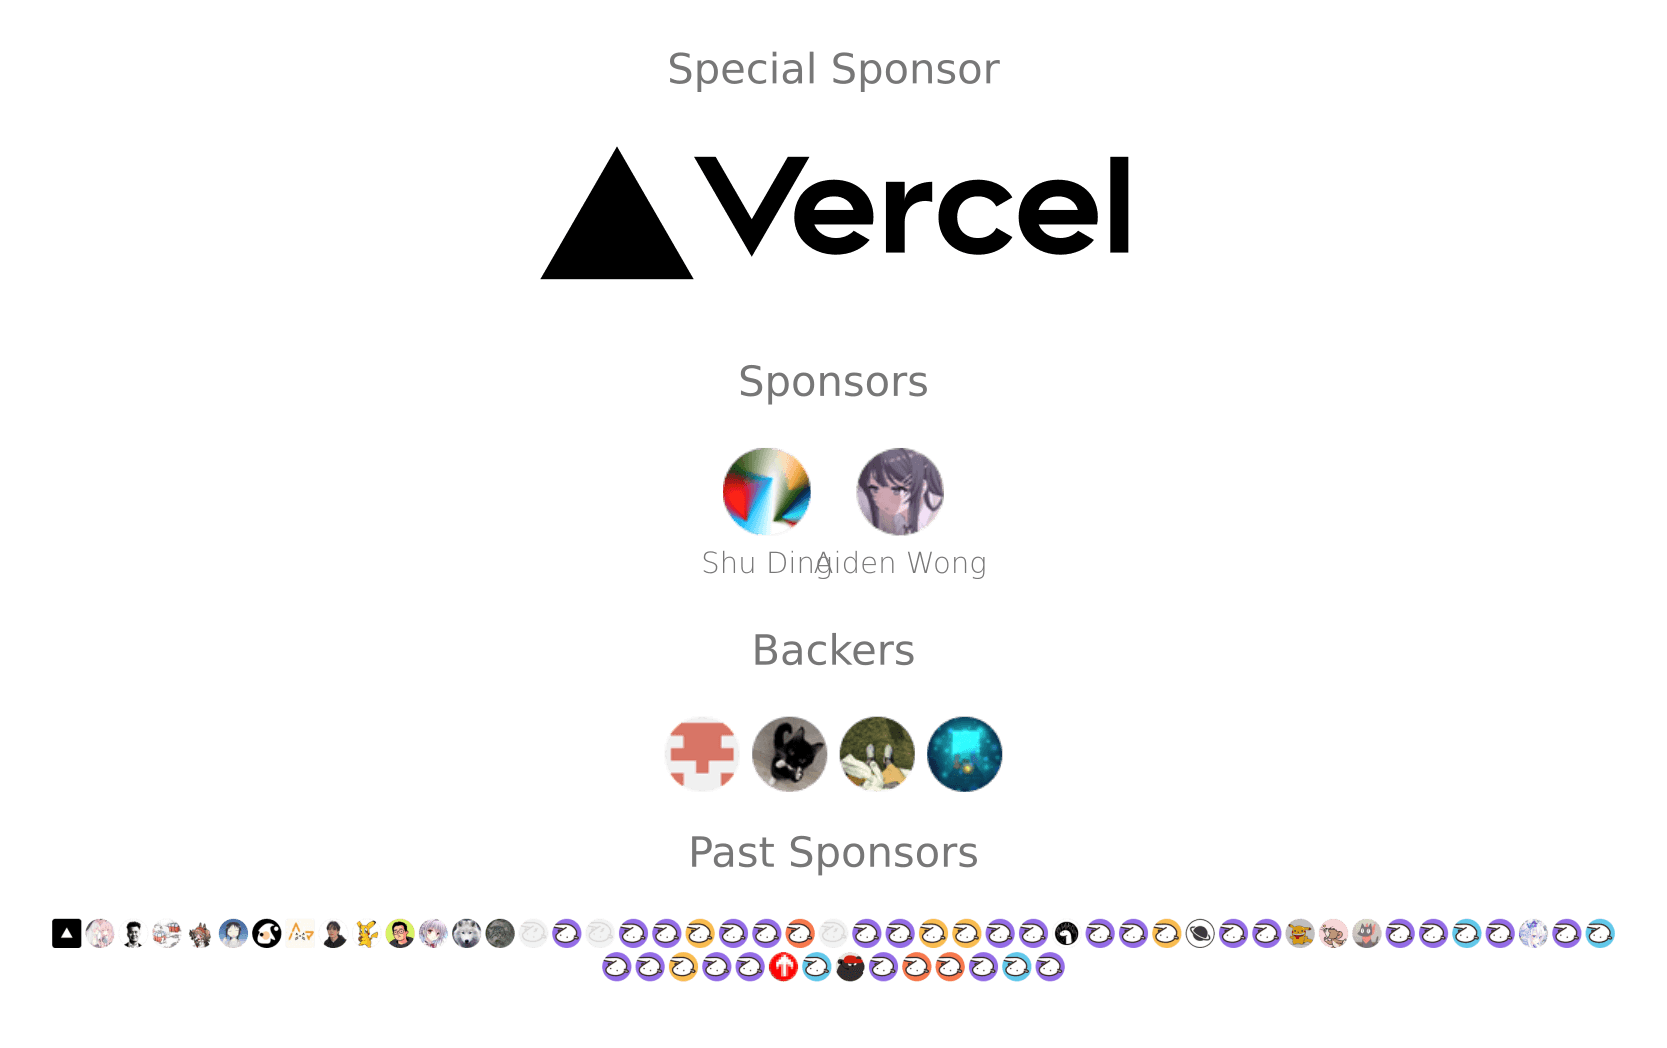 Special Sponsor
Vercel
Sponsors
Shu Ding
Aiden Wong
Backers
Past Sponsors